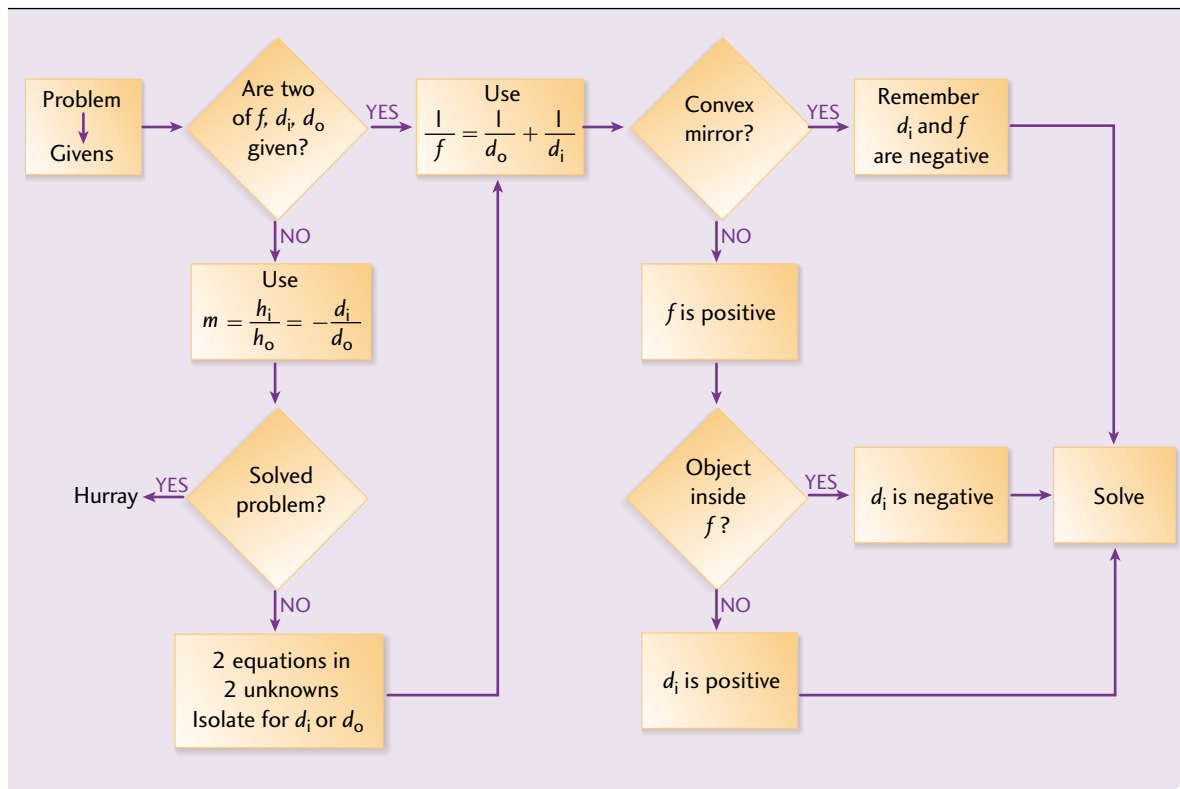 Problem
Givens
Are two
of f, dᵢ, dₒ
given?
YES
Use
1/f = 1/dₒ + 1/dᵢ
Convex
mirror?
YES
Remember
dᵢ and f
are negative
NO
Use
m = hᵢ/hₒ = −dᵢ/dₒ
NO
f is positive
Solved
problem?
YES
Hurray
Object
inside
f ?
YES
dᵢ is negative
Solve
NO
2 equations in
2 unknowns
Isolate for dᵢ or dₒ
NO
dᵢ is positive